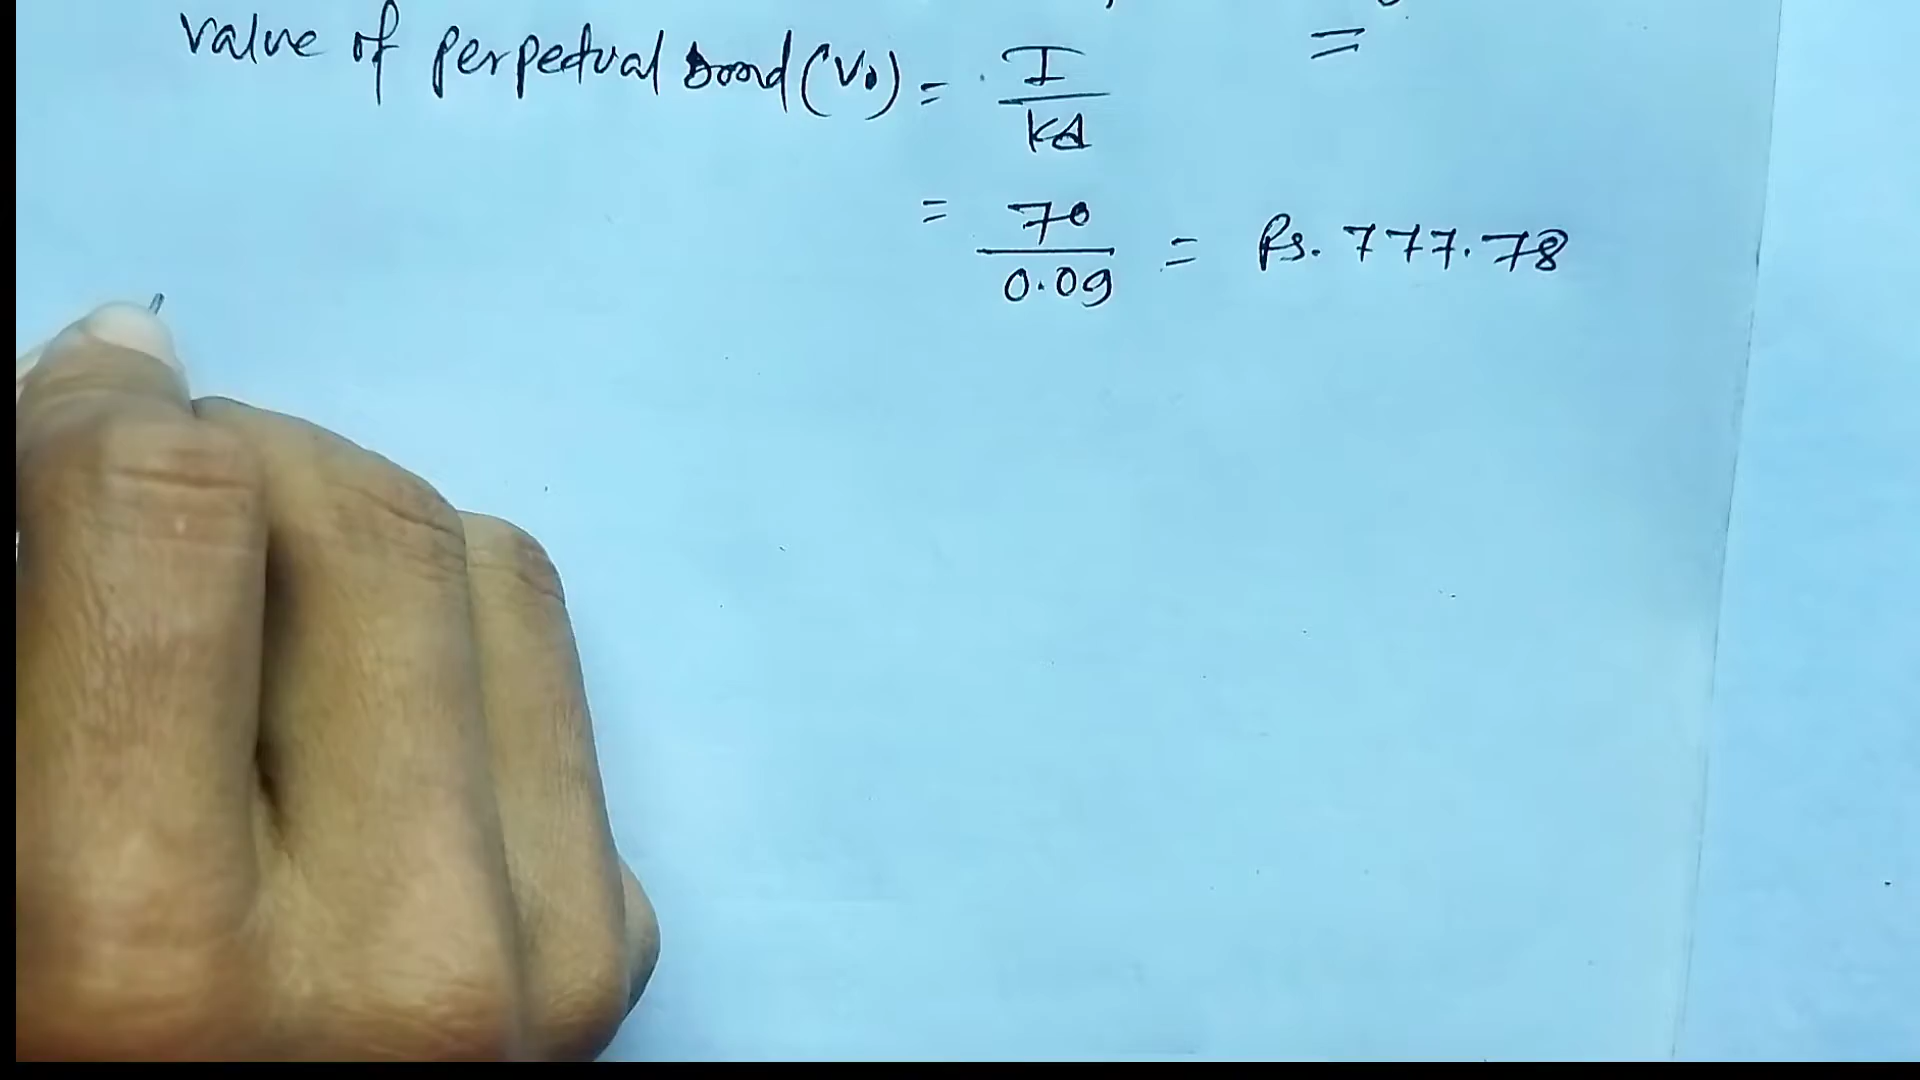 =
Value of perpetual bond (V0) = I / kd
= 70 / 0.09 = Rs. 777.78